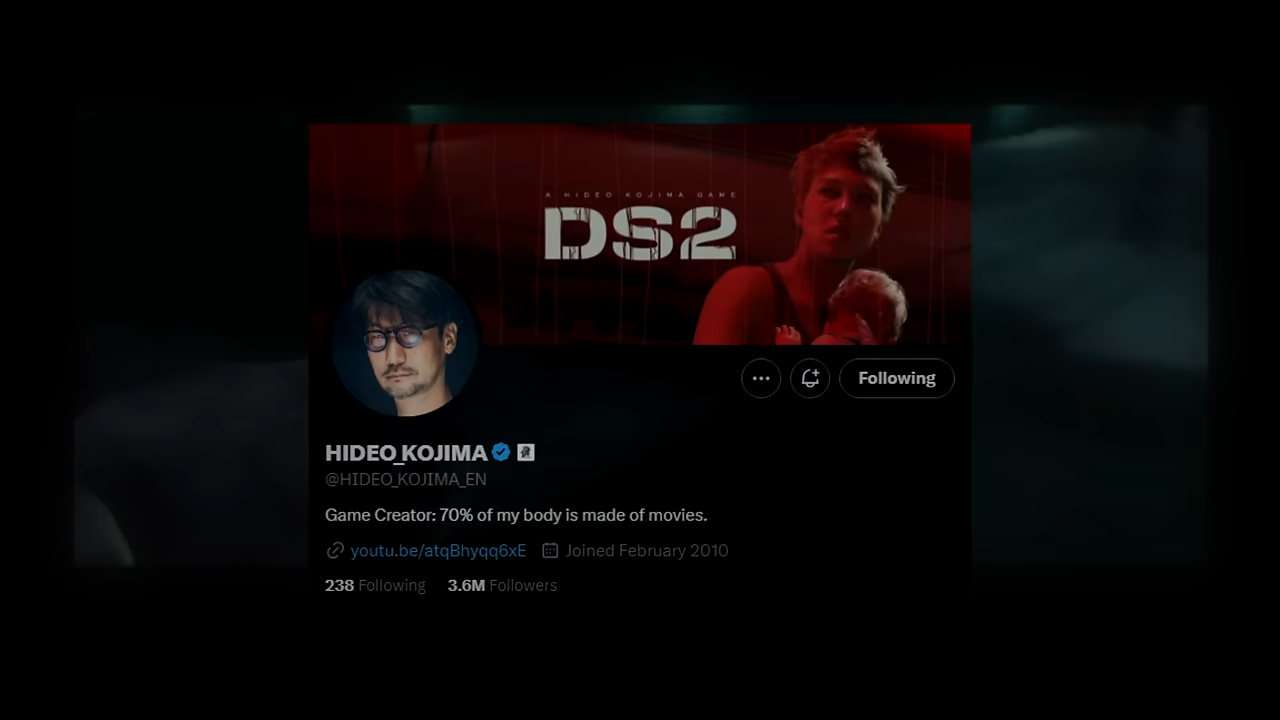 A HIDEO KOJIMA GAME
DS2
Following
HIDEO_KOJIMA
@HIDEO_KOJIMA_EN
Game Creator: 70% of my body is made of movies.
youtu.be/atqBhyqq6xE Joined February 2010
238 Following 3.6M Followers